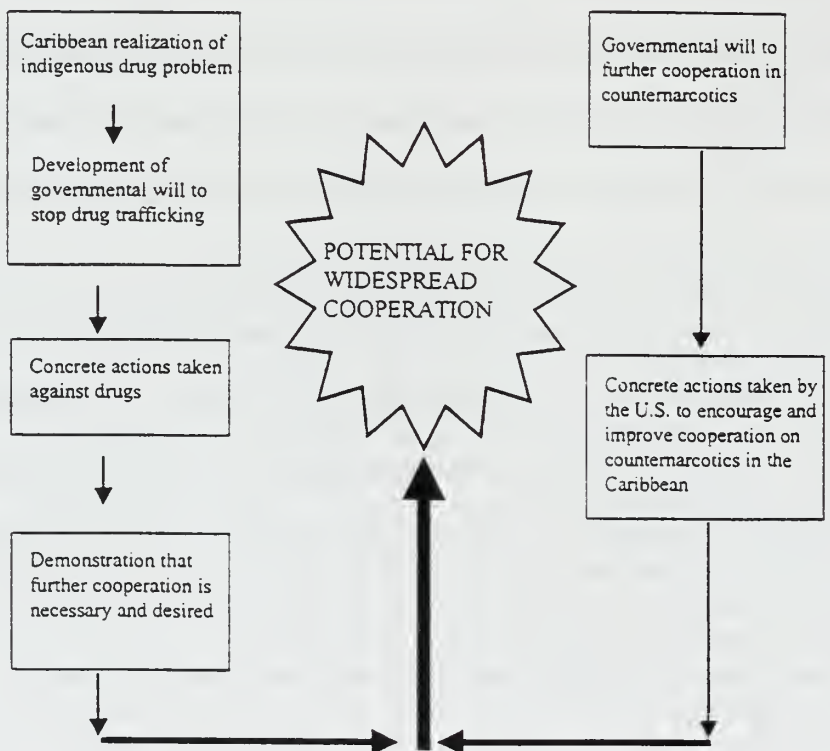 Caribbean realization of
indigenous drug problem
Development of
governmental will to
stop drug trafficking
Concrete actions taken
against drugs
Demonstration that
further cooperation is
necessary and desired
POTENTIAL FOR
WIDESPREAD
COOPERATION
Governmental will to
further cooperation in
counternarcotics
Concrete actions taken by
the U.S. to encourage and
improve cooperation on
counternarcotics in the
Caribbean